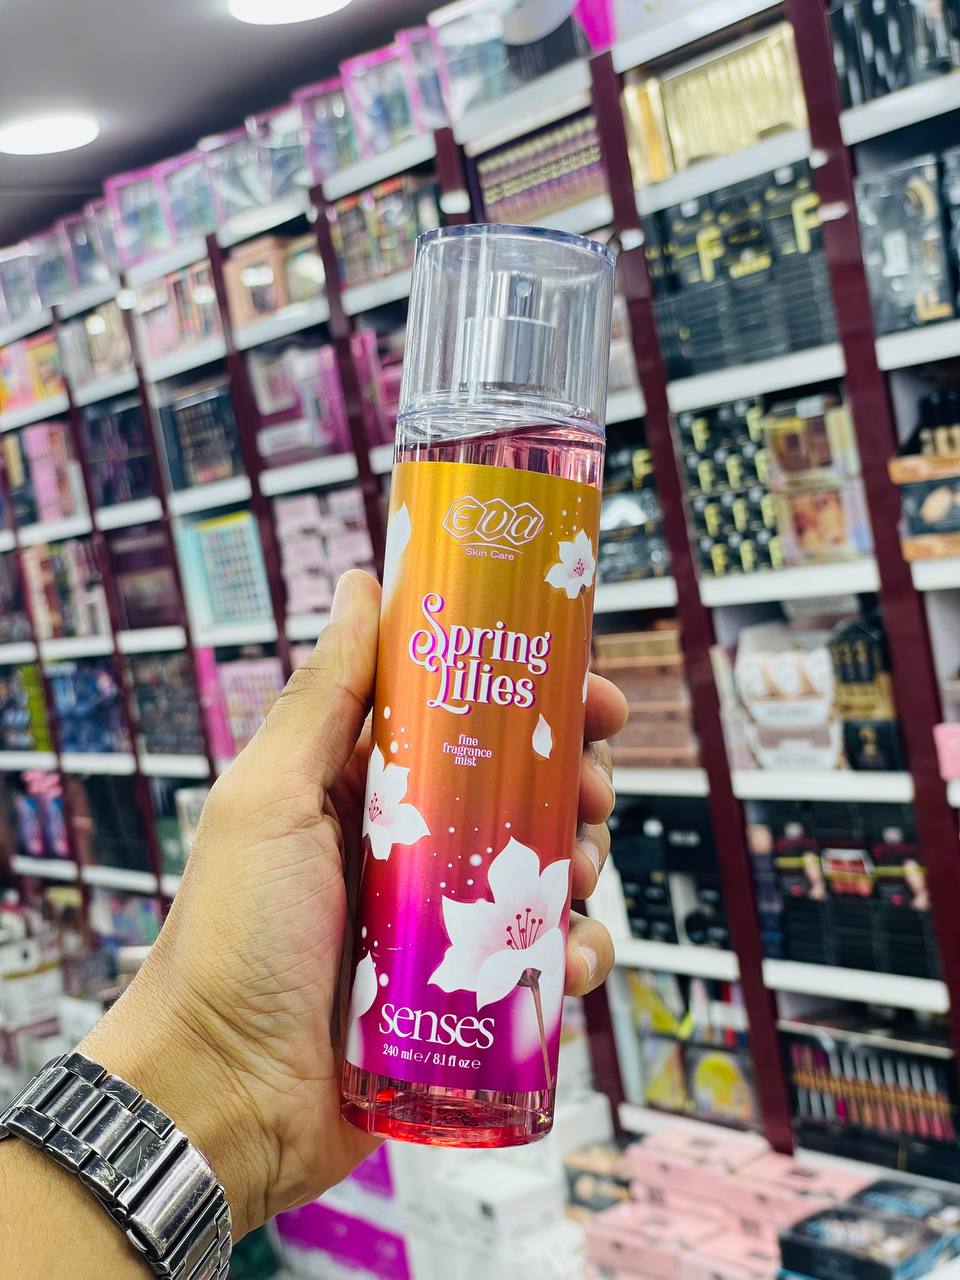 Eva
Skin Care
Spring
Lilies
fine
fragrance
mist
senses
240 ml e / 8.1 fl oz e